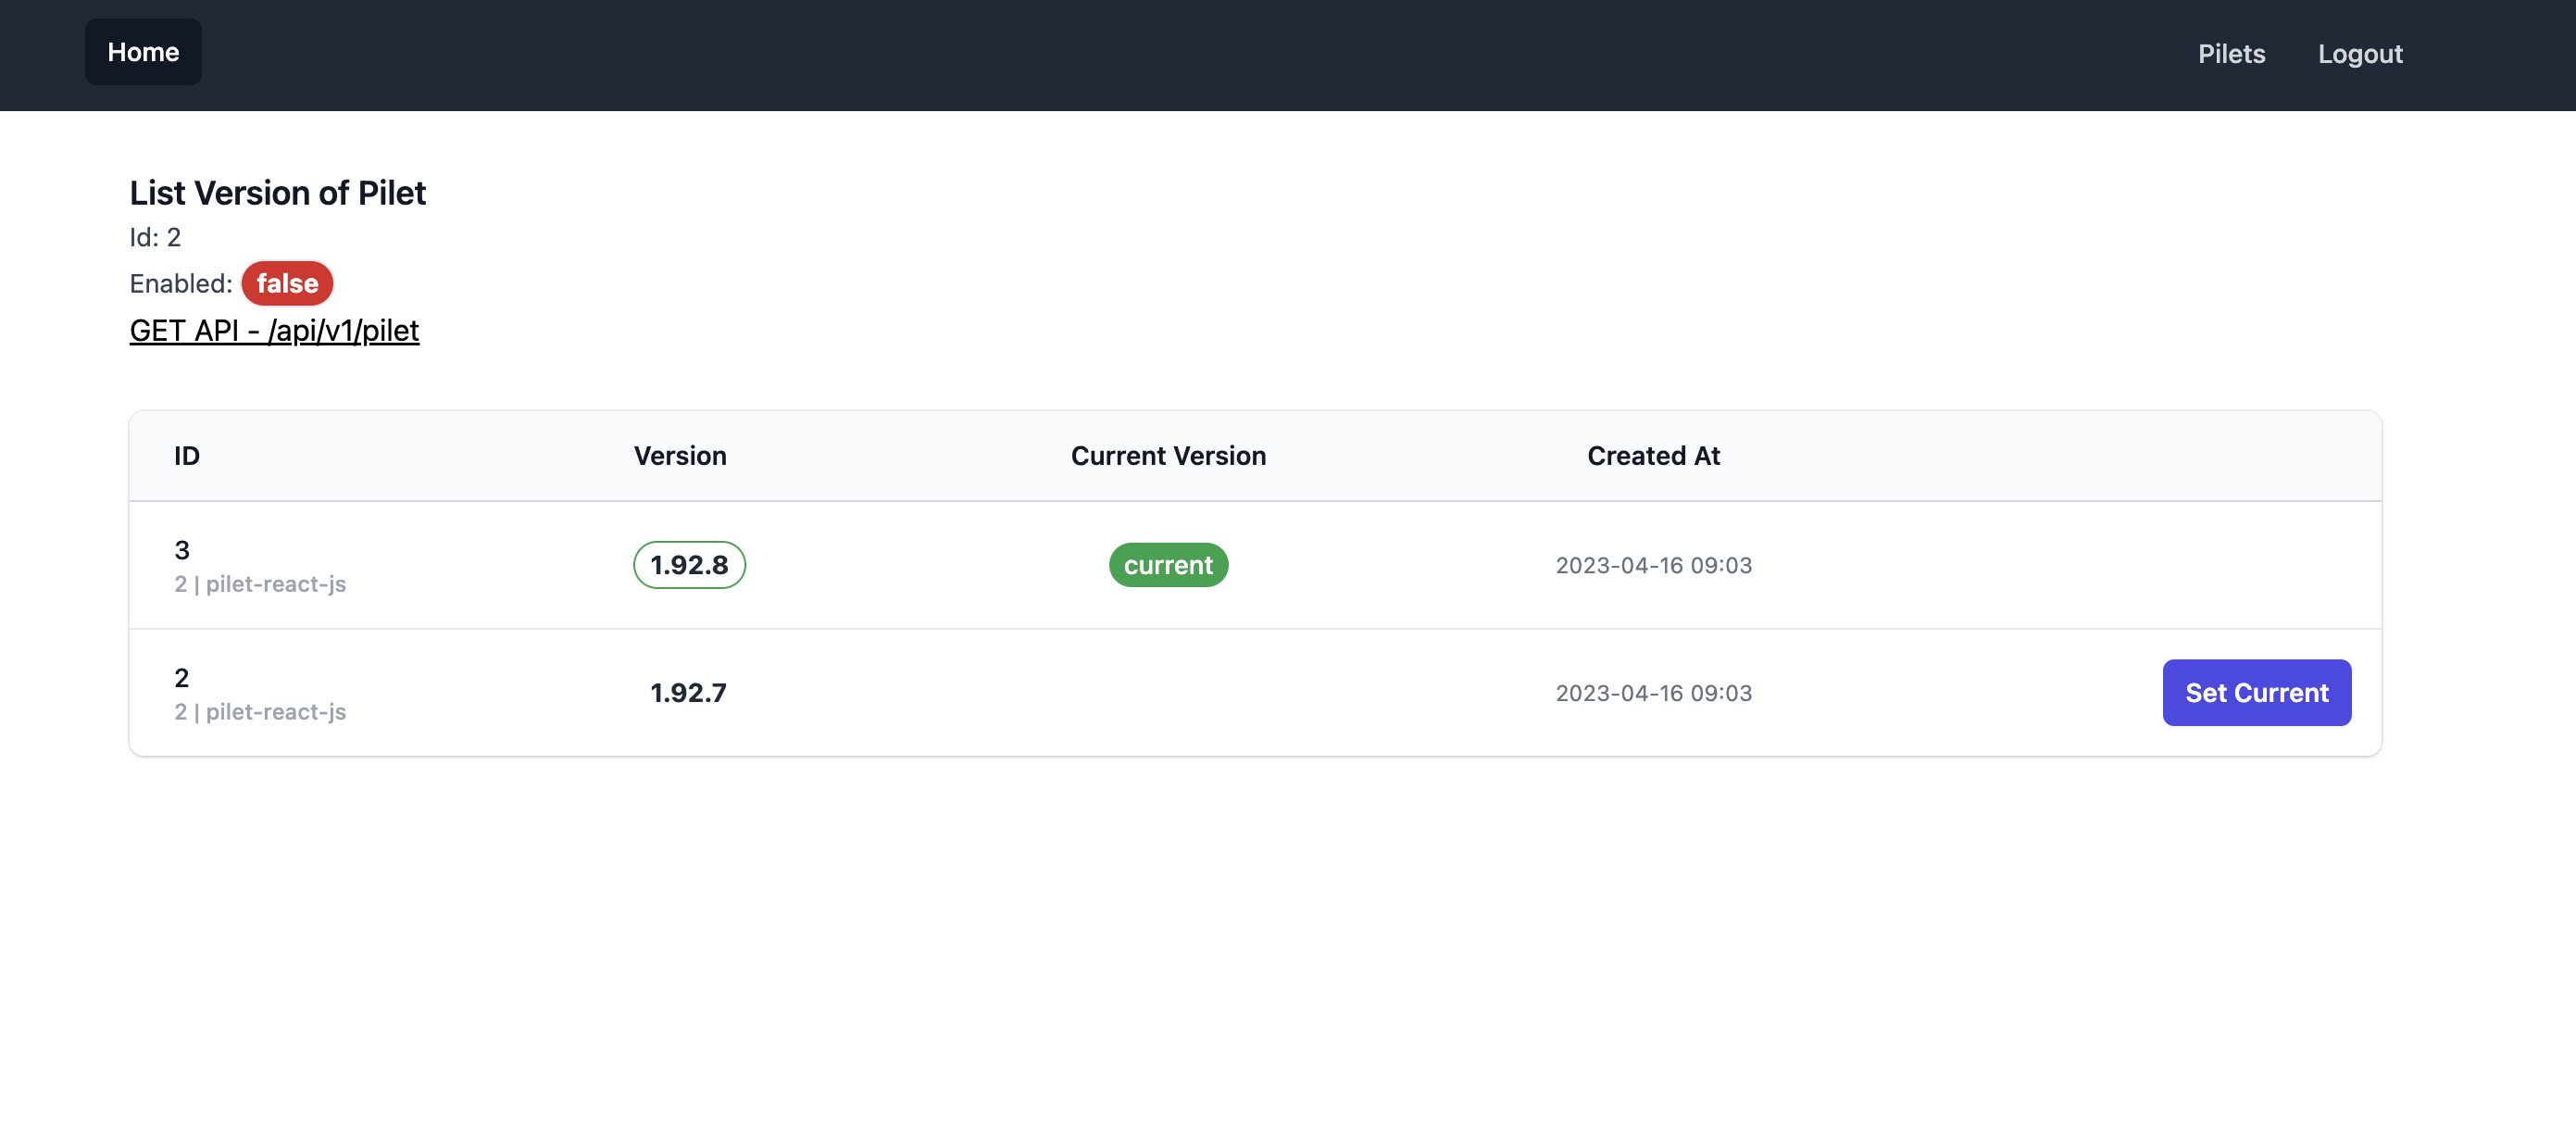 Home Pilets Logout
List Version of Pilet
Id: 2
Enabled: false
GET API - /api/v1/pilet
ID Version Current Version Created At
3
2 | pilet-react-js
1.92.8 current 2023-04-16 09:03
2
2 | pilet-react-js
1.92.7 2023-04-16 09:03 Set Current